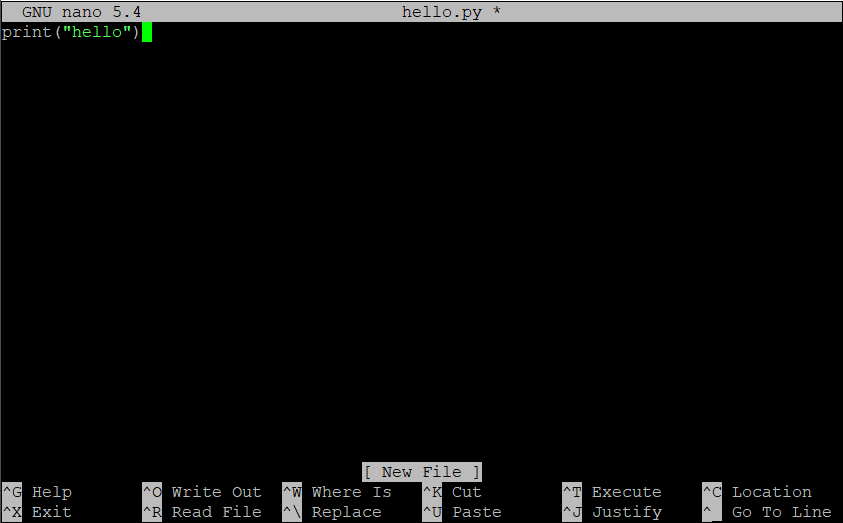 GNU nano 5.4 hello.py *
print("hello")
[ New File ]
^G Help ^O Write Out ^W Where Is ^K Cut ^T Execute ^C Location
^X Exit ^R Read File ^\ Replace ^U Paste ^J Justify ^_ Go To Line